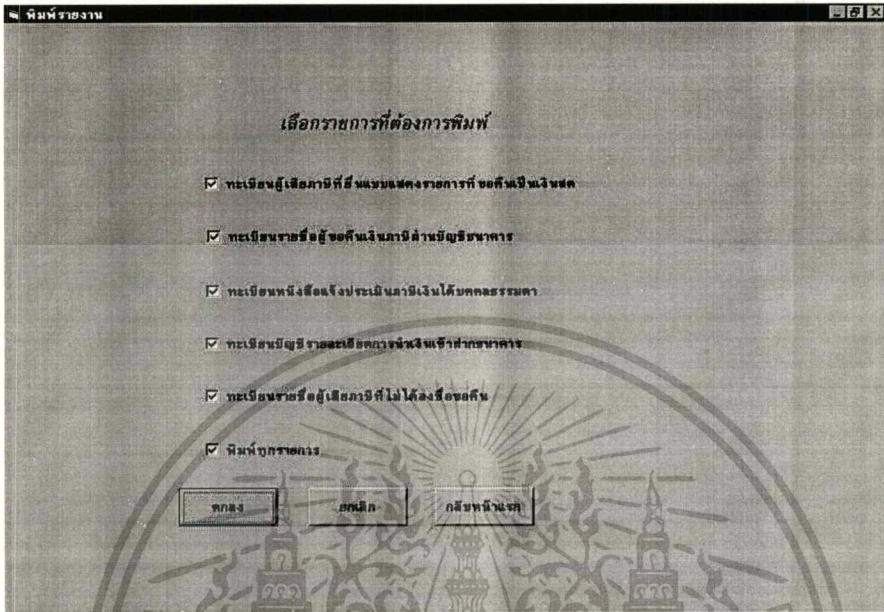 พิมพ์รายงาน
เลือกรายการที่ต้องการพิมพ์
ทะเบียนผู้เสียภาษีที่ยื่นแบบแสดงรายการที่ขอคืนเป็นเงินสด
ทะเบียนรายชื่อผู้ขอคืนเงินภาษีผ่านบัญชีธนาคาร
ทะเบียนหนังสือแจ้งประเมินภาษีเงินได้บุคคลธรรมดา
ทะเบียนบัญชีรายละเอียดการนำเงินเข้าฝากธนาคาร
ทะเบียนรายชื่อผู้เสียภาษีที่ไม่ได้ลงชื่อขอคืน
พิมพ์ทุกรายการ
ตกลง
ยกเลิก
กลับหน้าแรก